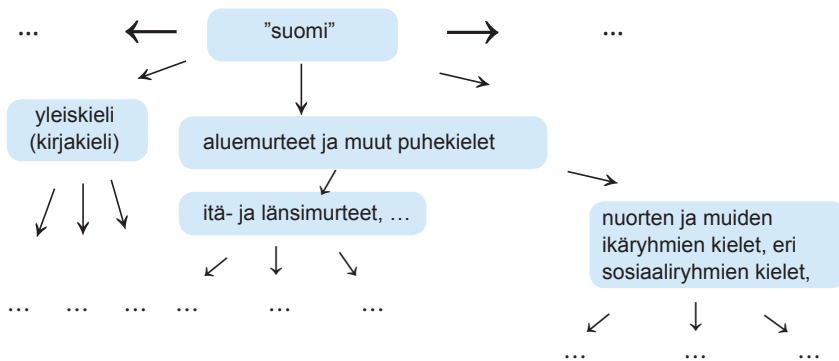 ... ”suomi” ...
yleiskieli
(kirjakieli)
aluemurteet ja muut puhekielet
itä- ja länsimurteet, …
nuorten ja muiden
ikäryhmien kielet, eri
sosiaaliryhmien kielet,
... ... ... ... ... ...
... ... ...